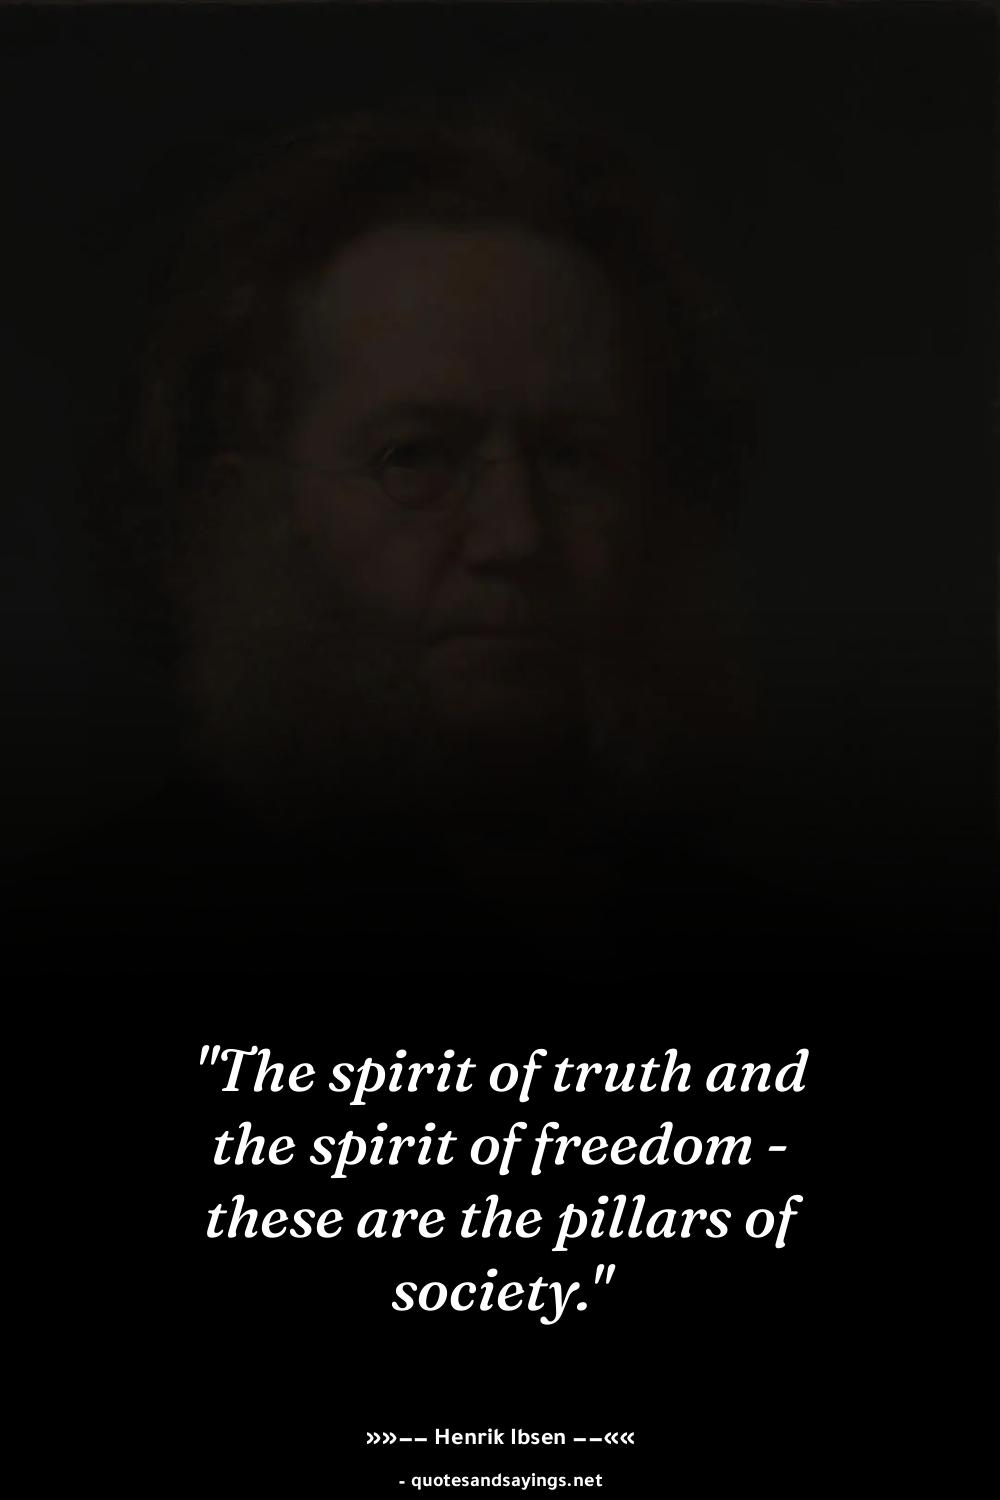 "The spirit of truth and
the spirit of freedom -
these are the pillars of
society."
»»−− Henrik Ibsen −−««
- quotesandsayings.net